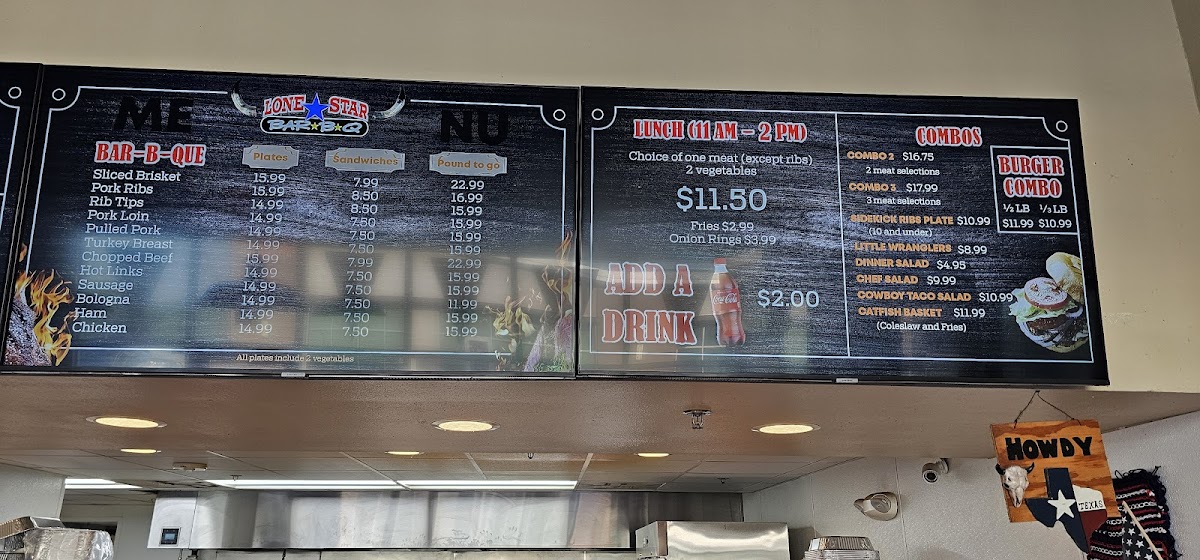 ME NU
LONE STAR
BAR B Q
BAR-B-QUE Plates Sandwiches Pound to go
Sliced Brisket 15.99 7.99 22.99
Pork Ribs 15.99 8.50 16.99
Rib Tips 14.99 8.50 15.99
Pork Loin 14.99 7.50 15.99
Pulled Pork 14.99 7.50 15.99
Turkey Breast 14.99 7.50 15.99
Chopped Beef 15.99 7.99 22.99
Hot Links 14.99 7.50 15.99
Sausage 14.99 7.50 15.99
Bologna 14.99 7.50 11.99
Ham 14.99 7.50 15.99
Chicken 14.99 7.50 15.99
All plates include 2 vegetables
LUNCH (11 AM – 2 PM)
Choice of one meat (except ribs)
2 vegetables
$11.50
Fries $2.99
Onion Rings $3.99
ADD A
DRINK
Coca-Cola
$2.00
COMBOS
COMBO 2 $16.75
2 meat selections
COMBO 3 $17.99
3 meat selections
SIDEKICK RIBS PLATE $10.99
(10 and under)
LITTLE WRANGLERS $8.99
DINNER SALAD $4.95
CHEF SALAD $9.99
COWBOY TACO SALAD $10.99
CATFISH BASKET $11.99
(Coleslaw and Fries)
BURGER
COMBO
½ LB ⅓ LB
$11.99 $10.99
HOWDY
TEXAS